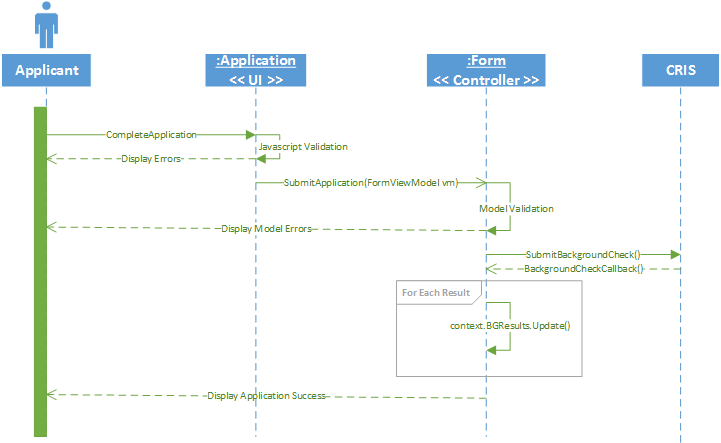 Applicant
:Application
<< UI >>
:Form
<< Controller >>
CRIS
CompleteApplication
Javascript Validation
Display Errors
SubmitApplication(FormViewModel vm)
Model Validation
Display Model Errors
SubmitBackgroundCheck()
BackgroundCheckCallback()
For Each Result
context.BGResults.Update()
Display Application Success